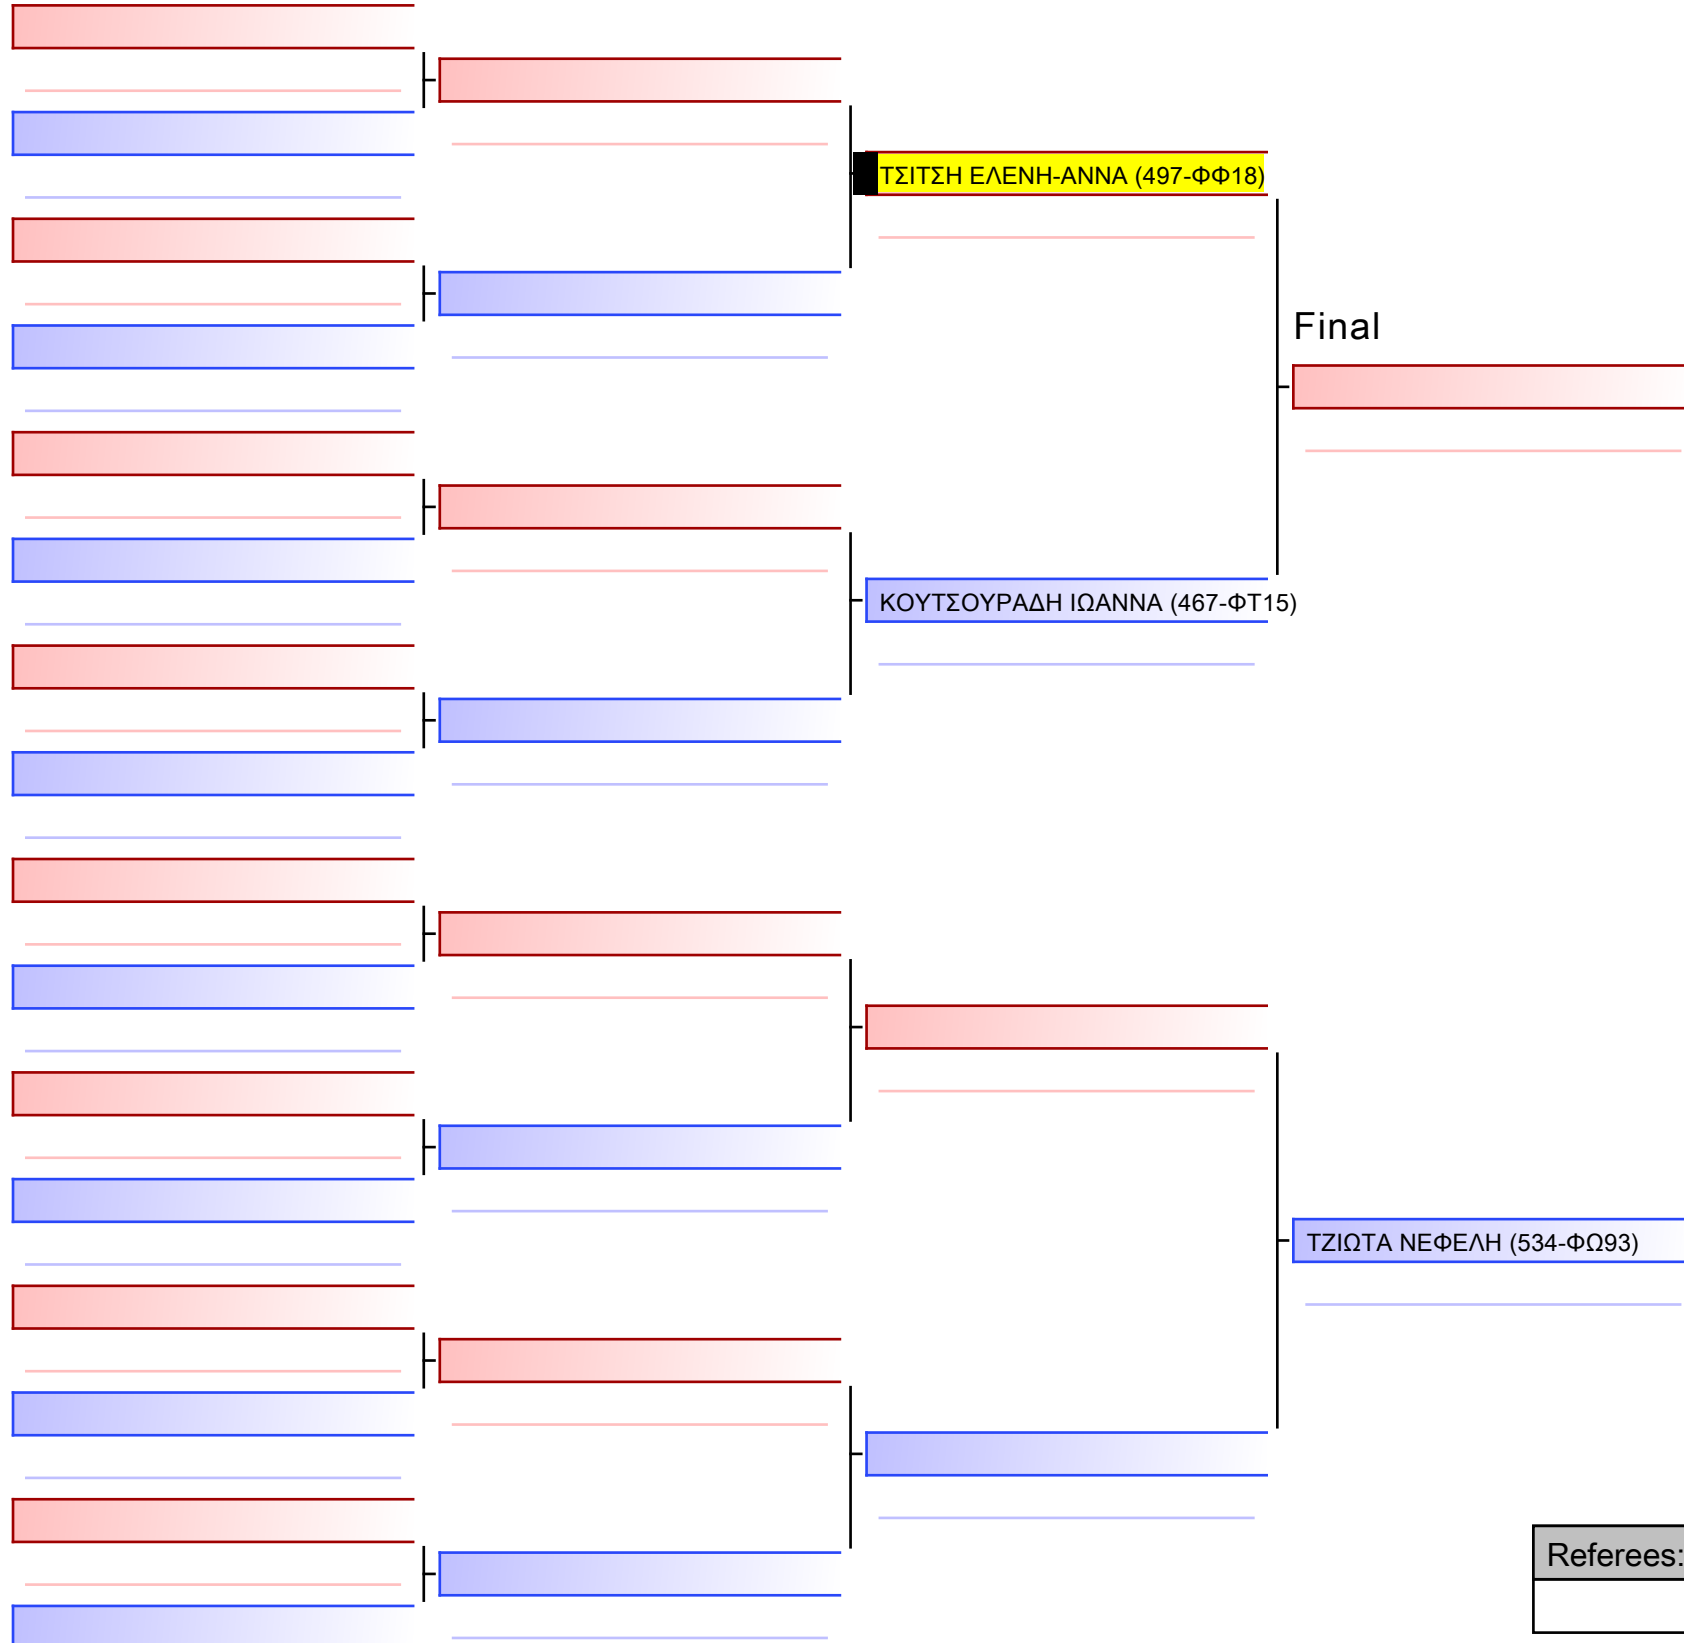 ΤΣΙΤΣΗ ΕΛΕΝΗ-ΑΝΝΑ (497-ΦΦ18)
Final
ΚΟΥΤΣΟΥΡΑΔΗ ΙΩΑΝΝΑ (467-ΦΤ15)
ΤΖΙΩΤΑ ΝΕΦΕΛΗ (534-ΦΩ93)
Referees: